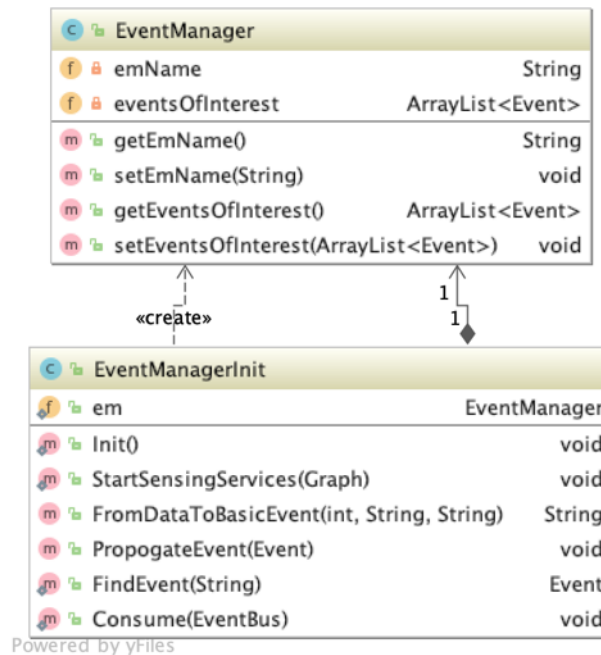 EventManager
emName String
eventsOfInterest ArrayList<Event>
getEmName() String
setEmName(String) void
getEventsOfInterest() ArrayList<Event>
setEventsOfInterest(ArrayList<Event>) void
1
«create» 1
EventManagerInit
em EventManager
Init() void
StartSensingServices(Graph) void
FromDataToBasicEvent(int, String, String) String
PropogateEvent(Event) void
FindEvent(String) Event
Consume(EventBus) void
Powered by yFiles